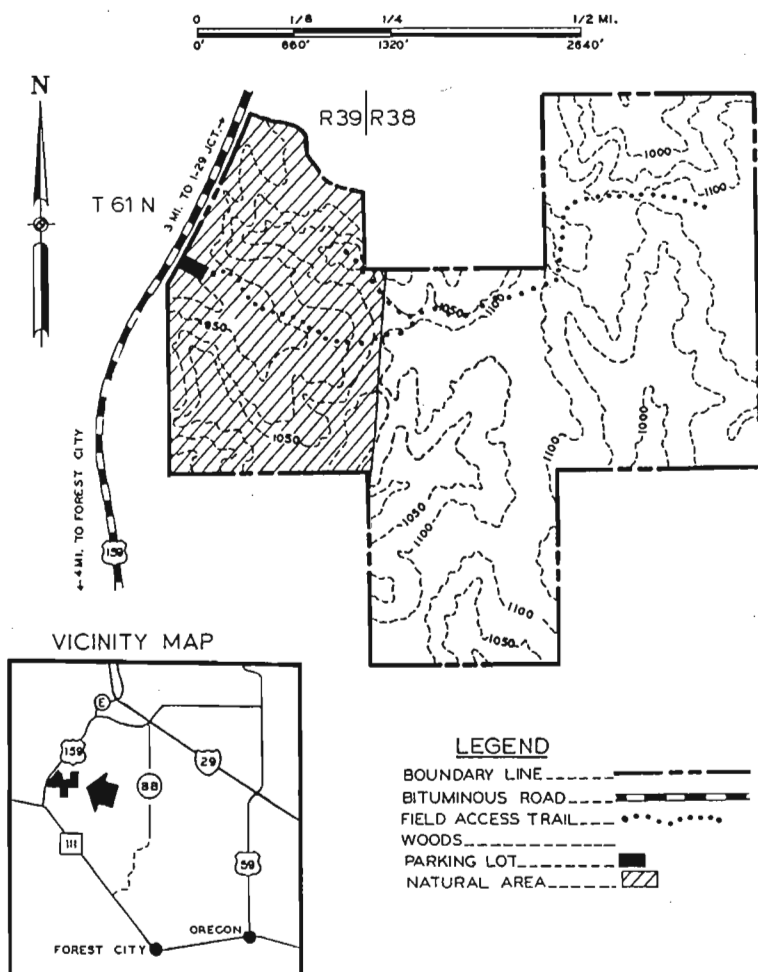 0 1/8 1/4 1/2 MI.
0' 660' 1320' 2640'
N
R39 R38
T 61 N
3 MI. TO I-29 JCT.→
1000
1100
1050
1100
950
1050
1000
1050
1100
1100
1050
←4 MI. TO FOREST CITY
159
VICINITY MAP
E
159
29
88
111
59
OREGON
FOREST CITY
LEGEND
BOUNDARY LINE
BITUMINOUS ROAD
FIELD ACCESS TRAIL
WOODS
PARKING LOT
NATURAL AREA